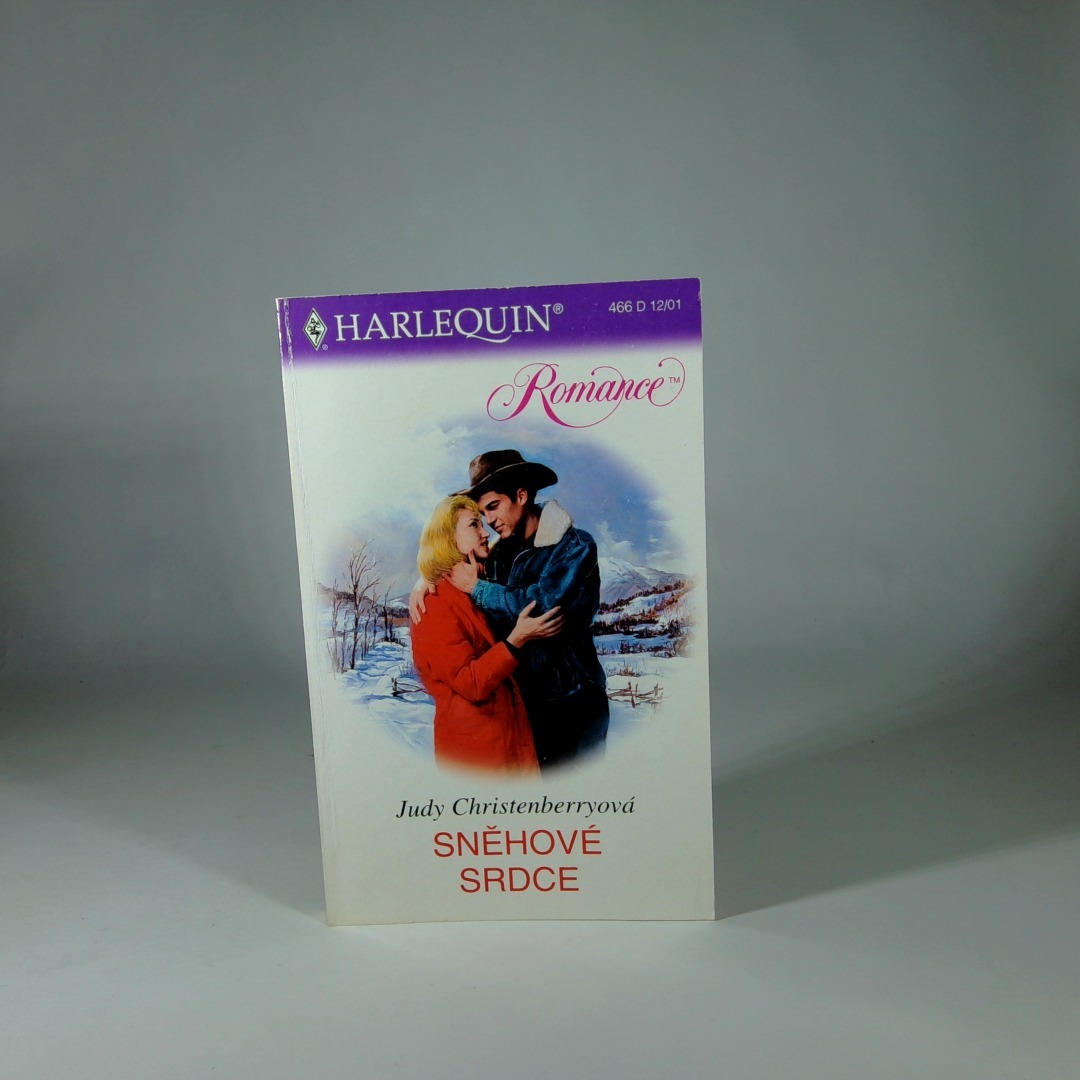 HARLEQUIN®
466 D 12/01
Romance™
Judy Christenberryová
SNĚHOVÉ
SRDCE